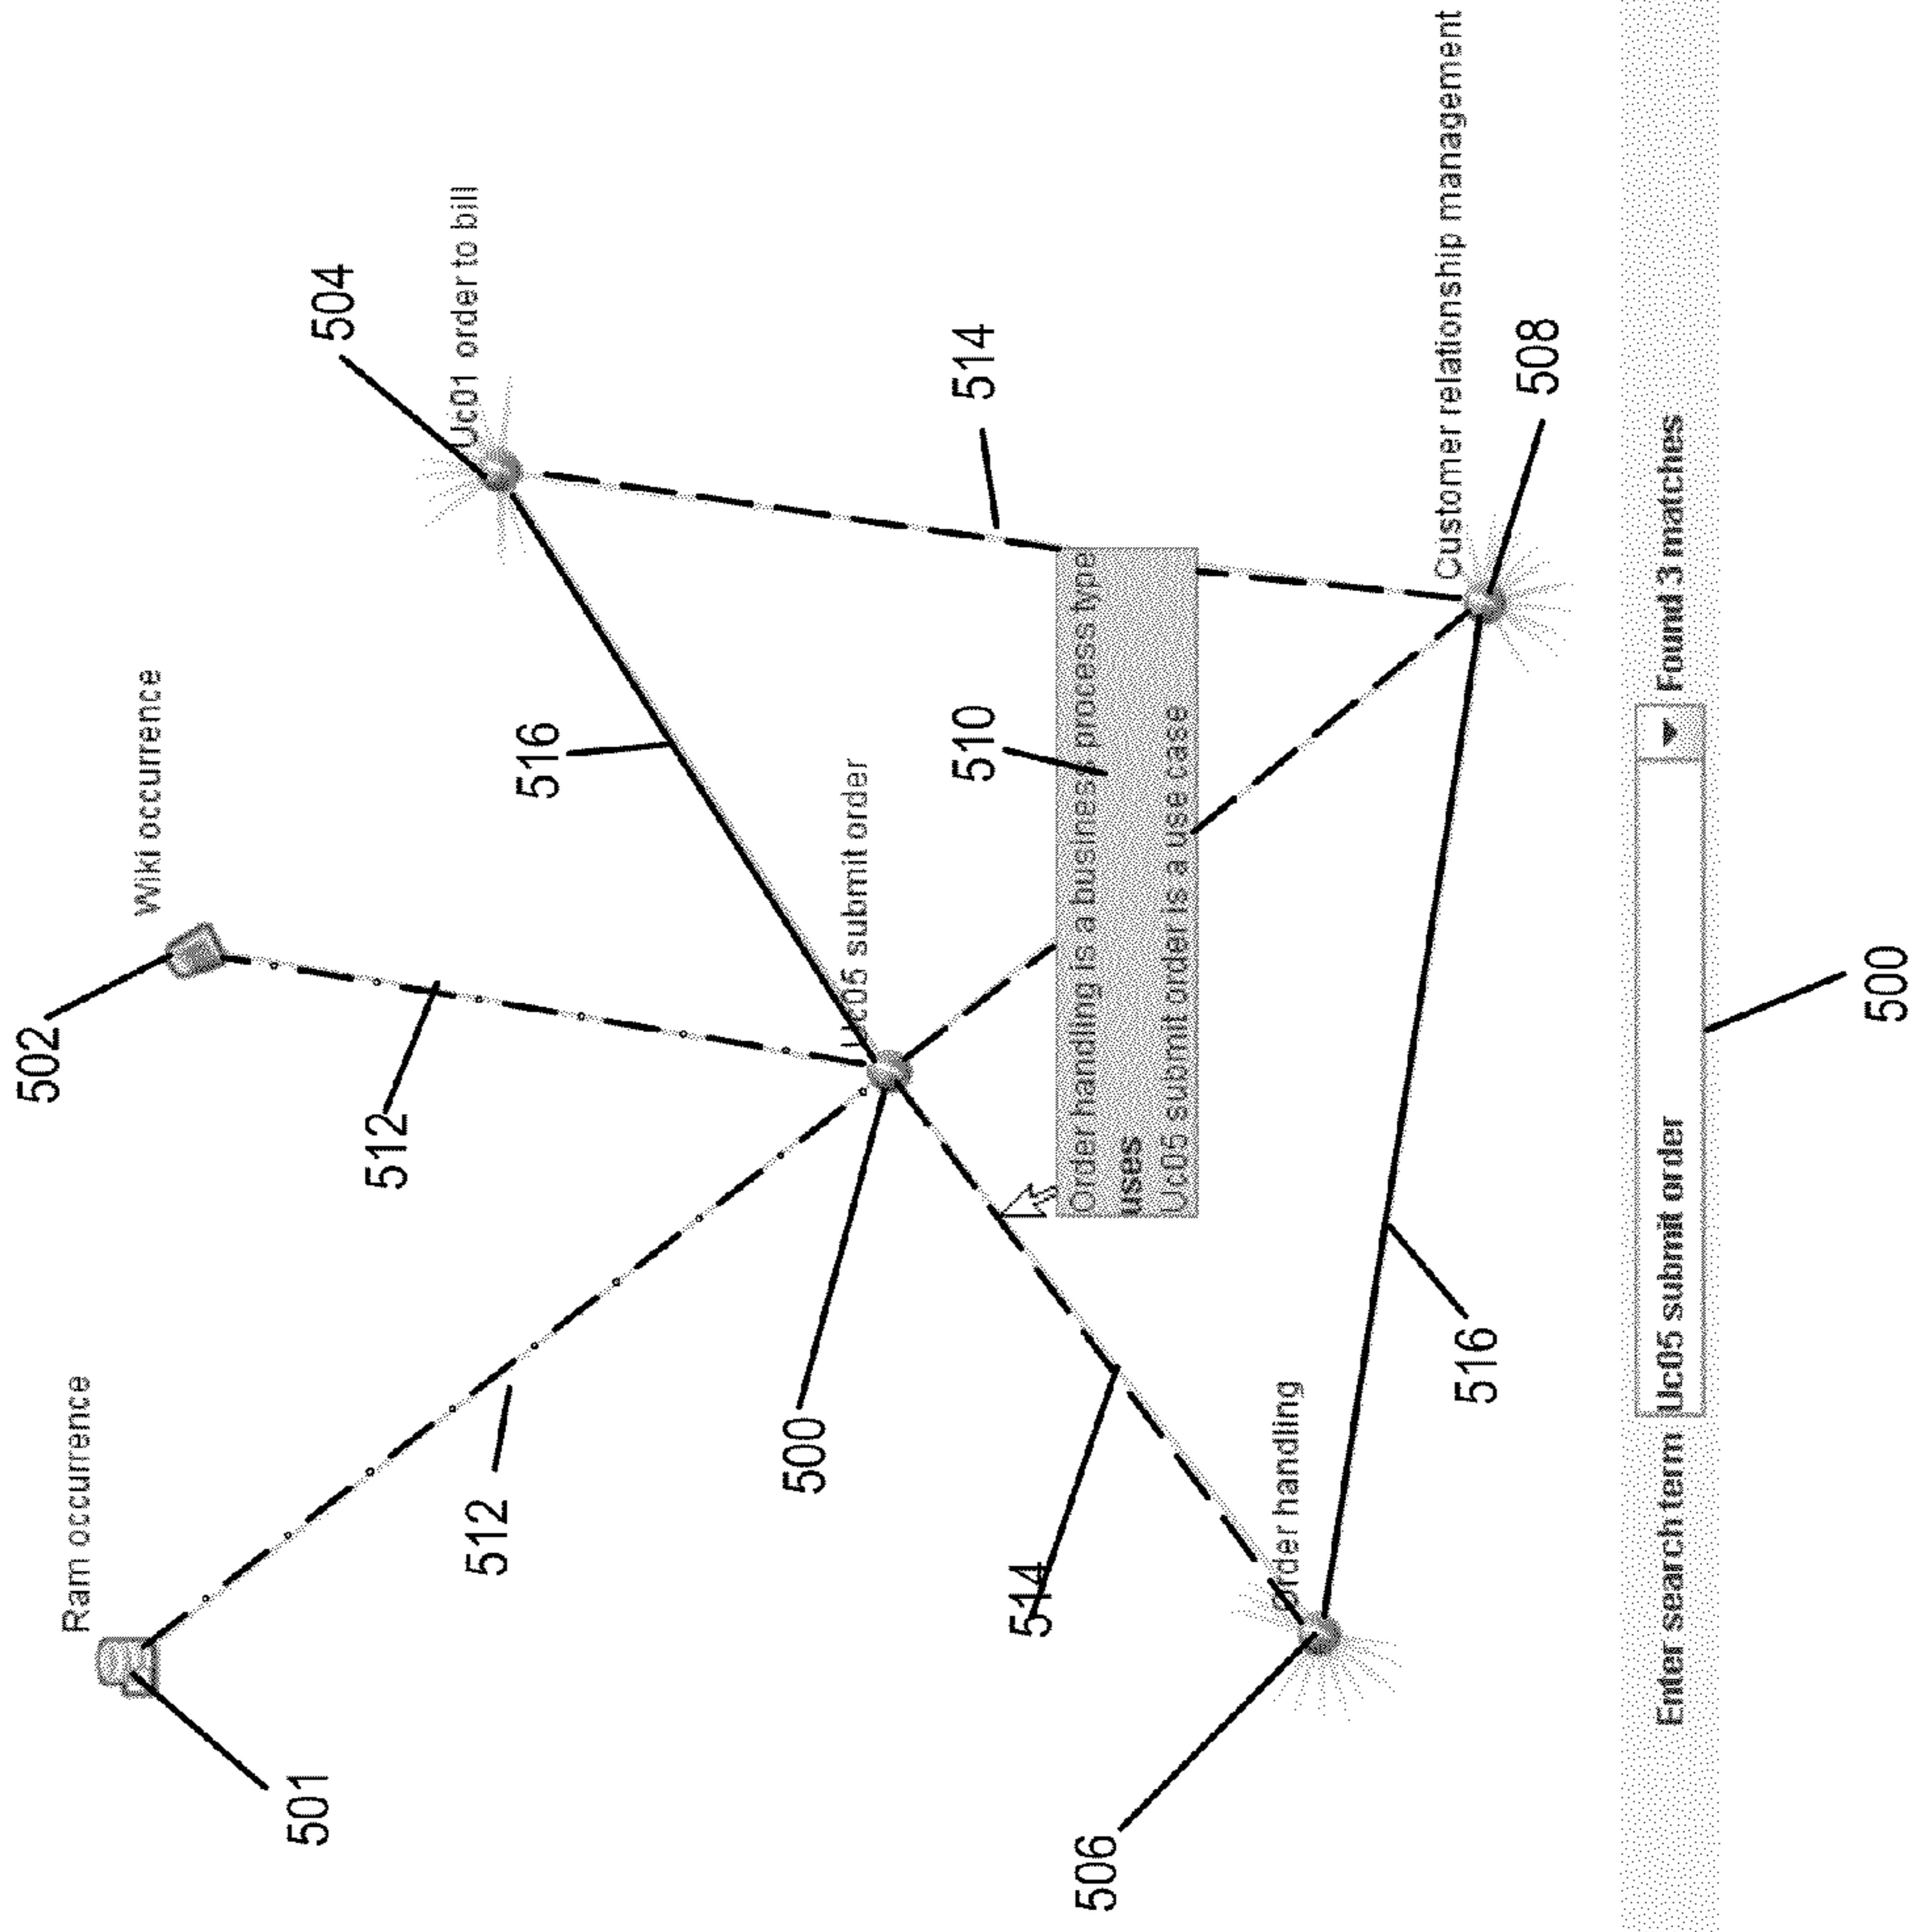 Ram occurrence
501
Wiki occurrence
502
512
512
Uc01 order to bill
504
516
Uc05 submit order
500
514
510
Order handling is a business process type
uses
Uc05 submit order is a use case
514
Order handling
506
516
Customer relationship management
508
Enter search term Uc05 submit order Found 3 matches
500